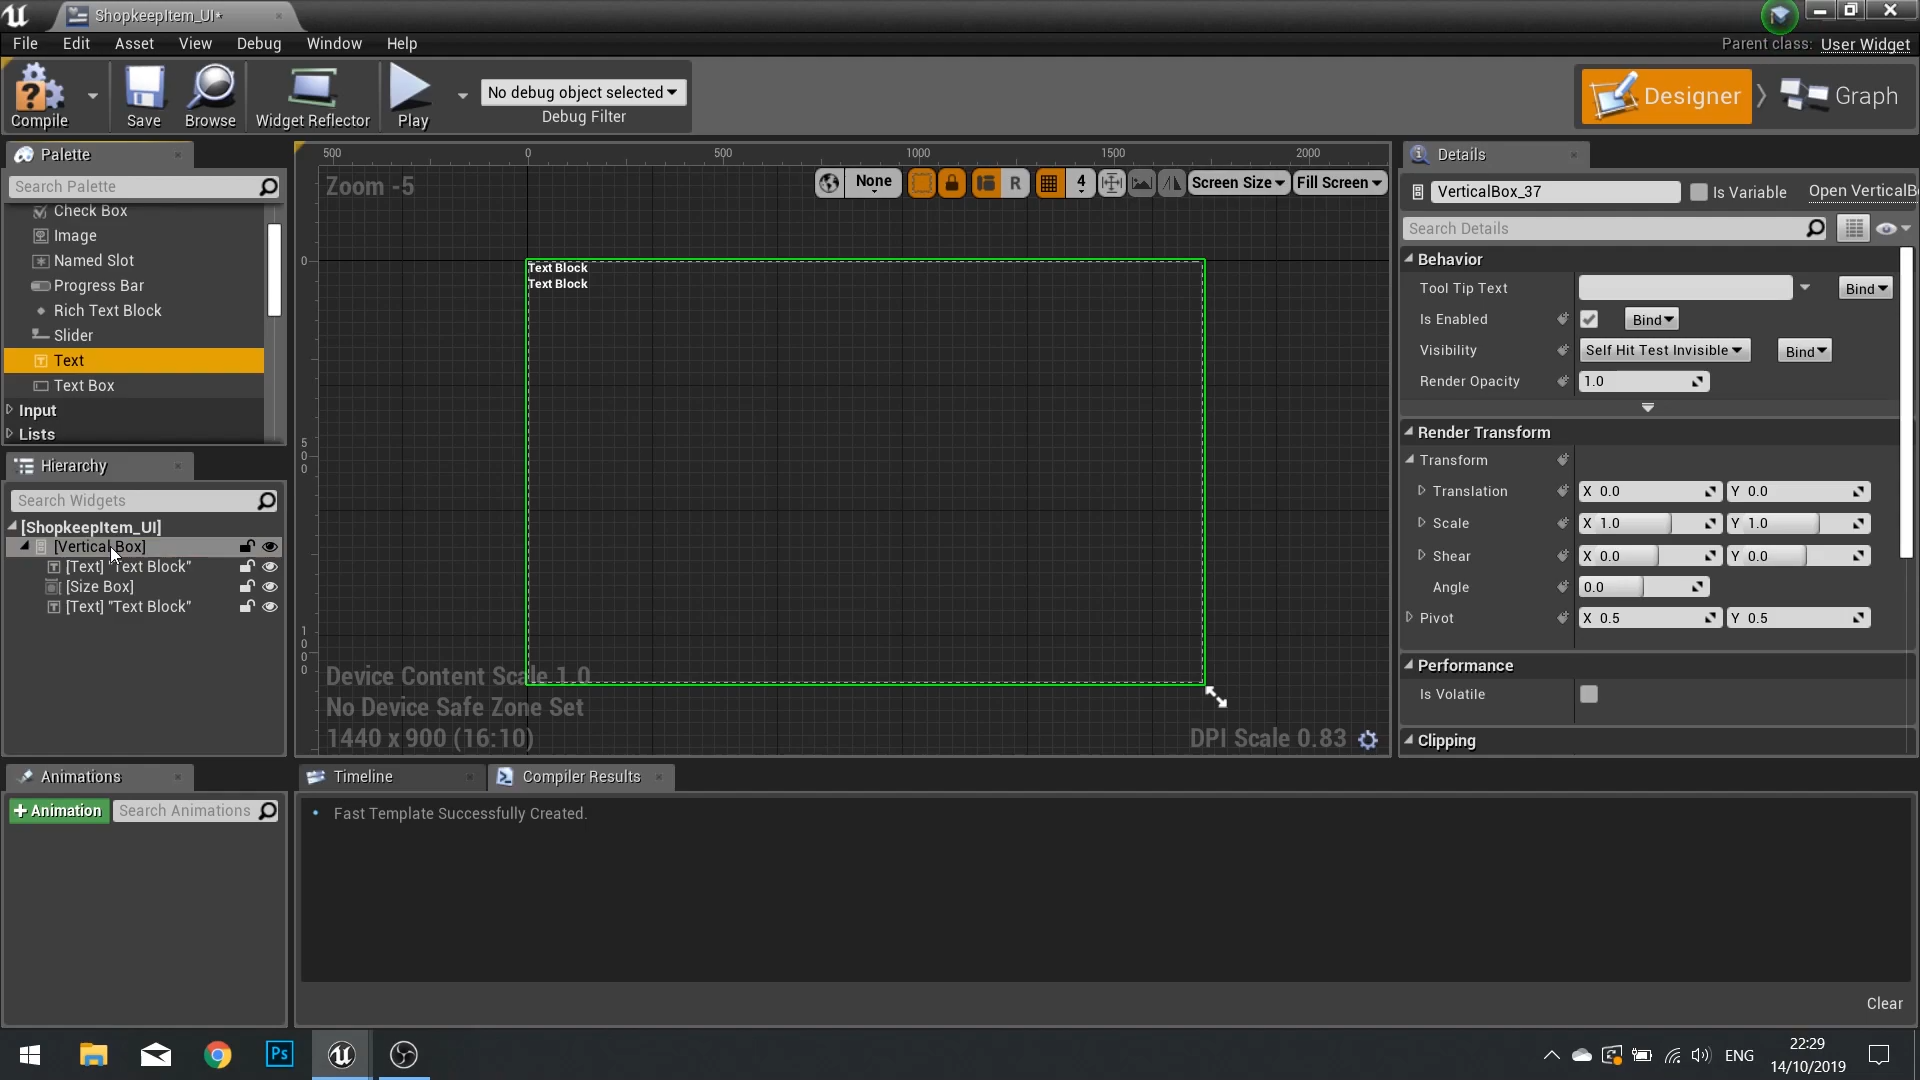 ShopkeepItem_UI*
File Edit Asset View Debug Window Help
Parent class: User Widget
Compile
Save
Browse
Widget Reflector
Play
No debug object selected
Debug Filter
Designer
Graph
Palette
Search Palette
Check Box
Image
Named Slot
Progress Bar
Rich Text Block
Slider
Text
Text Box
Input
Lists
Hierarchy
Search Widgets
[ShopkeepItem_UI]
[Vertical Box]
[Text] "Text Block"
[Size Box]
[Text] "Text Block"
Animations
+ Animation
Search Animations
500 0 500 1000 1500 2000
Zoom -5
None
R
4
Screen Size
Fill Screen
0
500
1000
Text Block
Text Block
Device Content Scale 1.0
No Device Safe Zone Set
1440 x 900 (16:10)
DPI Scale 0.83
Timeline
Compiler Results
Fast Template Successfully Created.
Clear
Details
VerticalBox_37
Is Variable
Open VerticalB
Search Details
Behavior
Tool Tip Text
Bind
Is Enabled
Bind
Visibility
Self Hit Test Invisible
Bind
Render Opacity
1.0
Render Transform
Transform
Translation X 0.0 Y 0.0
Scale X 1.0 Y 1.0
Shear X 0.0 Y 0.0
Angle 0.0
Pivot X 0.5 Y 0.5
Performance
Is Volatile
Clipping
Ps
ENG
22:29
14/10/2019